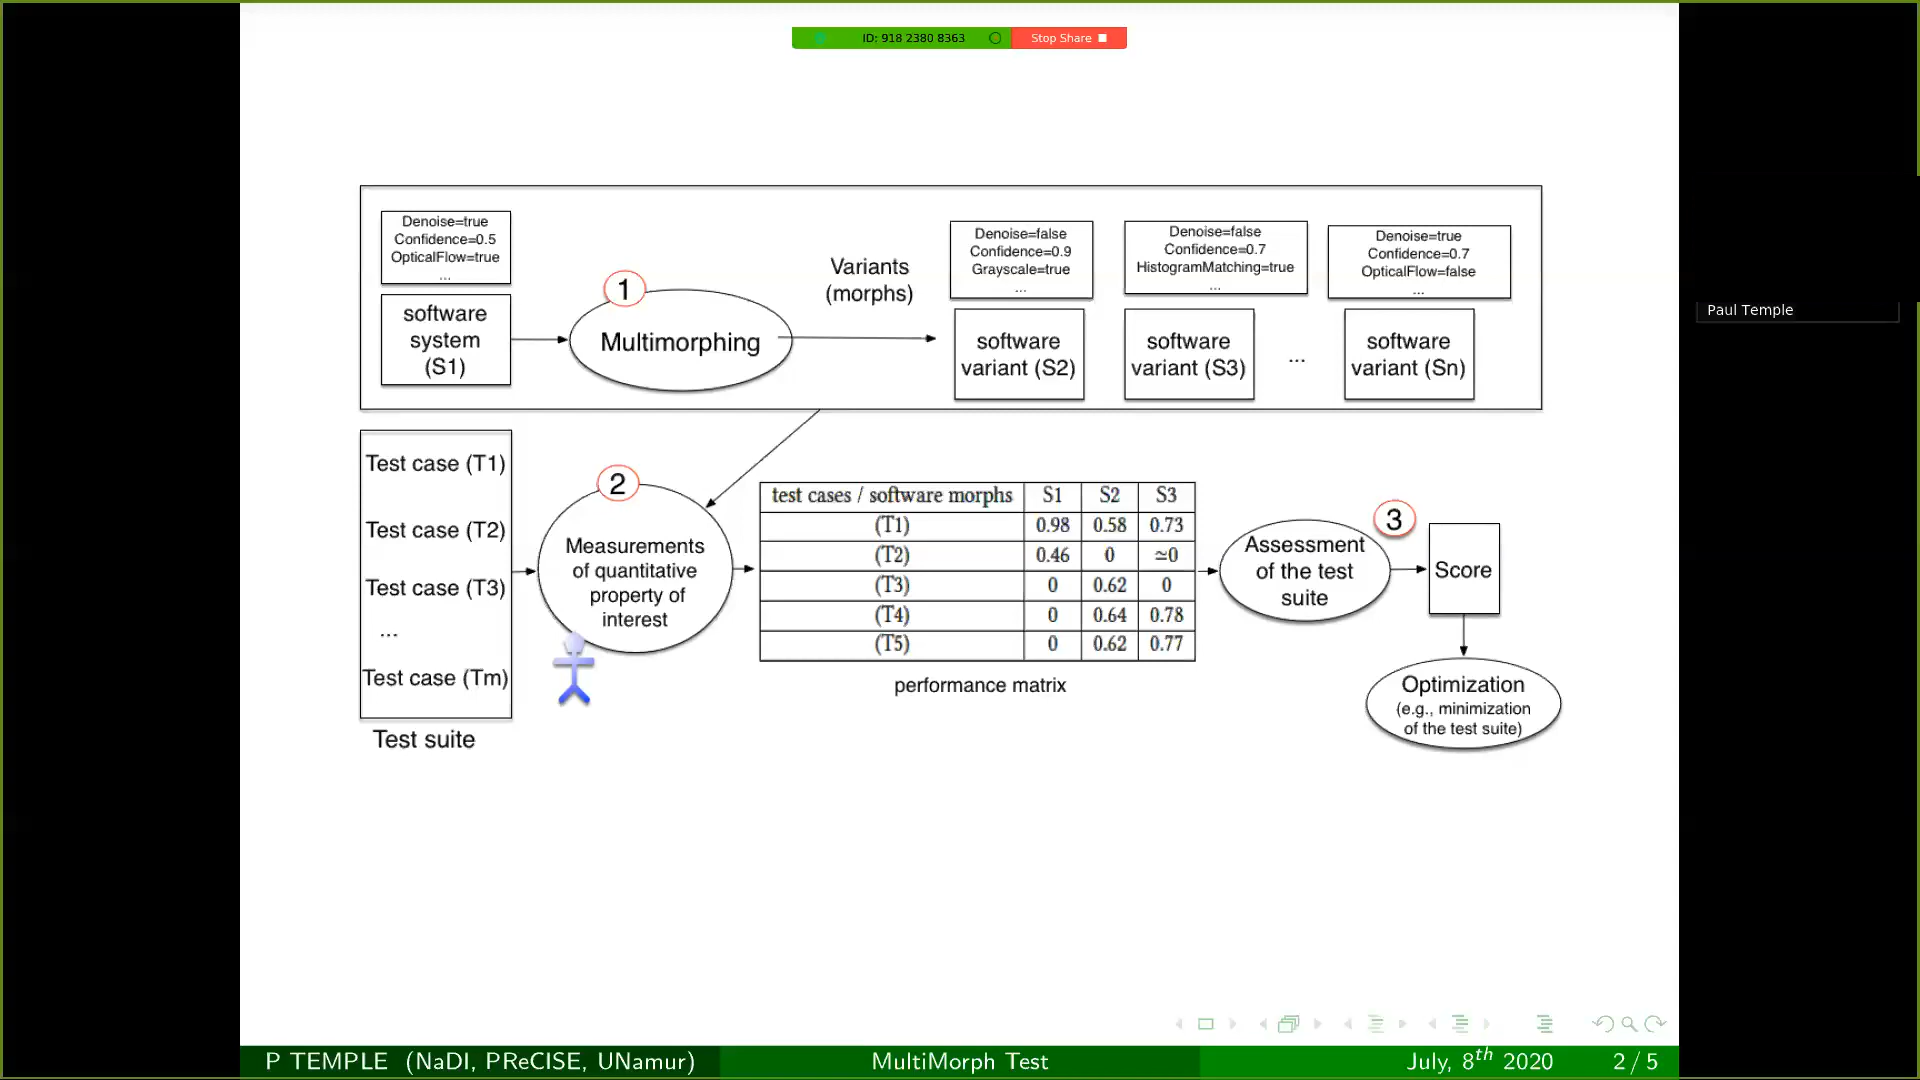 ID: 918 2380 8363
Stop Share
Paul Temple
Denoise=true
Confidence=0.5
OpticalFlow=true
...
software
system
(S1)
1
Multimorphing
Variants
(morphs)
Denoise=false
Confidence=0.9
Grayscale=true
...
software
variant (S2)
Denoise=false
Confidence=0.7
HistogramMatching=true
...
software
variant (S3)
...
Denoise=true
Confidence=0.7
OpticalFlow=false
...
software
variant (Sn)
Test case (T1)
Test case (T2)
Test case (T3)
...
Test case (Tm)
Test suite
2
Measurements
of quantitative
property of
interest
test cases / software morphs S1 S2 S3
(T1) 0.98 0.58 0.73
(T2) 0.46 0 ≃0
(T3) 0 0.62 0
(T4) 0 0.64 0.78
(T5) 0 0.62 0.77
performance matrix
3
Assessment
of the test
suite
Score
Optimization
(e.g., minimization
of the test suite)
P TEMPLE (NaDI, PReCISE, UNamur) MultiMorph Test July, 8th 2020 2 / 5